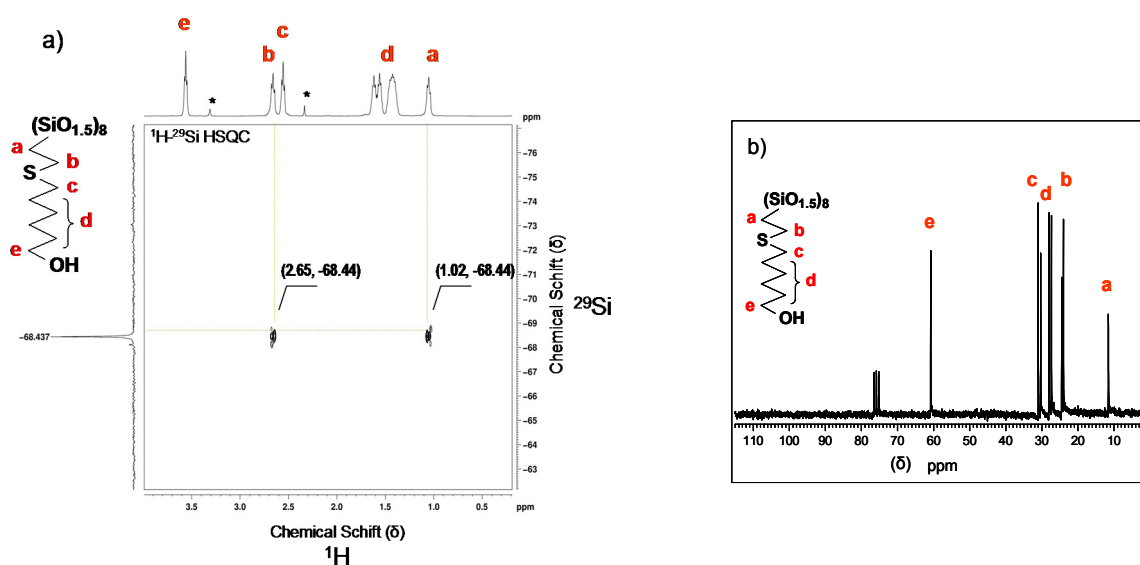 a)
e
b
c
d
a
*
*
ppm
(SiO1.5)8
a
b
S
c
d
e
OH
1H-29Si HSQC
−76
−75
−74
−73
−72
−71
−70
−69
−68
−67
−66
−65
−64
−63
(2.65, -68.44)
(1.02, -68.44)
−68.437
Chemical Schift (δ)
29Si
3.5 3.0 2.5 2.0 1.5 1.0 0.5 ppm
Chemical Schift (δ)
1H
b)
(SiO1.5)8
a
b
S
c
d
e
OH
e
c
d
b
a
110 100 90 80 70 60 50 40 30 20 10
(δ) ppm